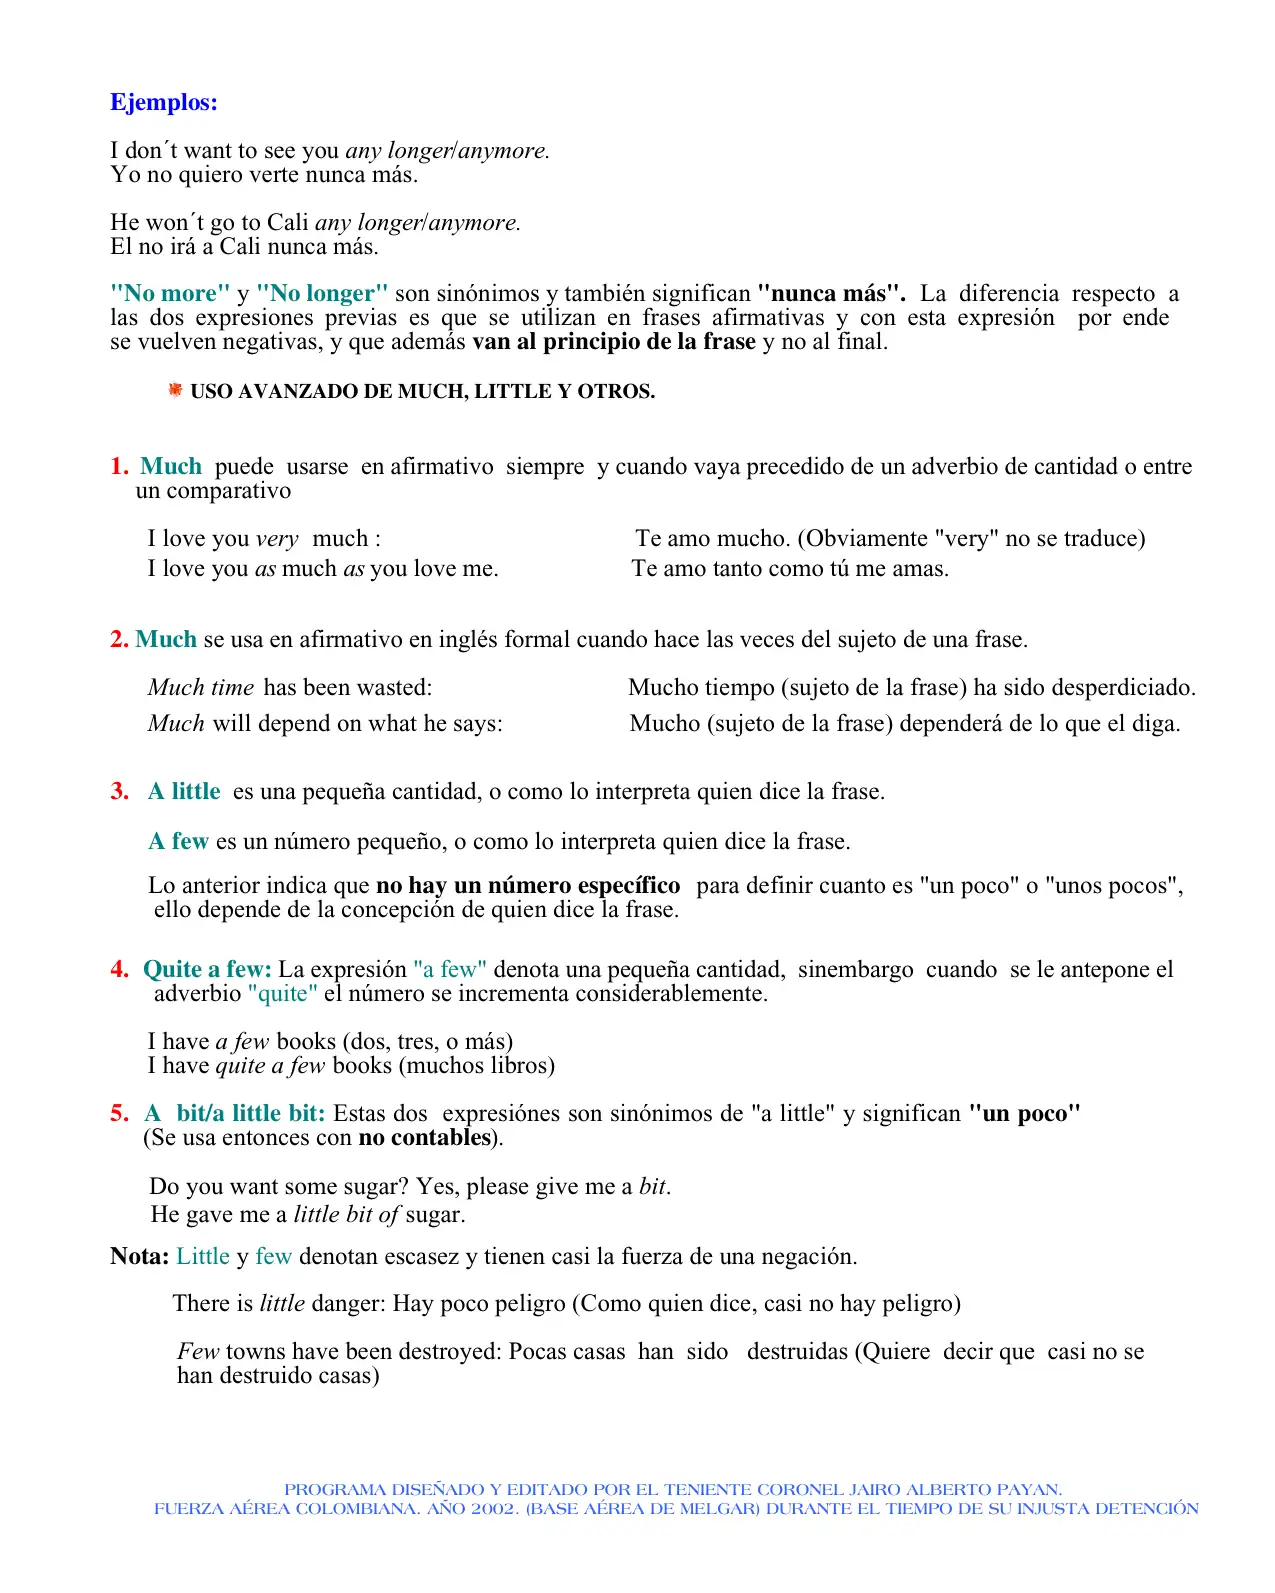 Ejemplos:
I don´t want to see you any longer/anymore.
Yo no quiero verte nunca más.
He won´t go to Cali any longer/anymore.
El no irá a Cali nunca más.
"No more" y "No longer" son sinónimos y también significan "nunca más". La diferencia respecto a
las dos expresiones previas es que se utilizan en frases afirmativas y con esta expresión por ende
se vuelven negativas, y que además van al principio de la frase y no al final.
USO AVANZADO DE MUCH, LITTLE Y OTROS.
1. Much puede usarse en afirmativo siempre y cuando vaya precedido de un adverbio de cantidad o entre
un comparativo
I love you very much : Te amo mucho. (Obviamente "very" no se traduce)
I love you as much as you love me. Te amo tanto como tú me amas.
2. Much se usa en afirmativo en inglés formal cuando hace las veces del sujeto de una frase.
Much time has been wasted: Mucho tiempo (sujeto de la frase) ha sido desperdiciado.
Much will depend on what he says: Mucho (sujeto de la frase) dependerá de lo que el diga.
3. A little es una pequeña cantidad, o como lo interpreta quien dice la frase.
A few es un número pequeño, o como lo interpreta quien dice la frase.
Lo anterior indica que no hay un número específico para definir cuanto es "un poco" o "unos pocos",
ello depende de la concepción de quien dice la frase.
4. Quite a few: La expresión "a few" denota una pequeña cantidad, sinembargo cuando se le antepone el
adverbio "quite" el número se incrementa considerablemente.
I have a few books (dos, tres, o más)
I have quite a few books (muchos libros)
5. A bit/a little bit: Estas dos expresiónes son sinónimos de "a little" y significan "un poco"
(Se usa entonces con no contables).
Do you want some sugar? Yes, please give me a bit.
He gave me a little bit of sugar.
Nota: Little y few denotan escasez y tienen casi la fuerza de una negación.
There is little danger: Hay poco peligro (Como quien dice, casi no hay peligro)
Few towns have been destroyed: Pocas casas han sido destruidas (Quiere decir que casi no se
han destruido casas)
PROGRAMA DISEÑADO Y EDITADO POR EL TENIENTE CORONEL JAIRO ALBERTO PAYAN.
FUERZA AÉREA COLOMBIANA. AÑO 2002. (BASE AÉREA DE MELGAR) DURANTE EL TIEMPO DE SU INJUSTA DETENCIÓN